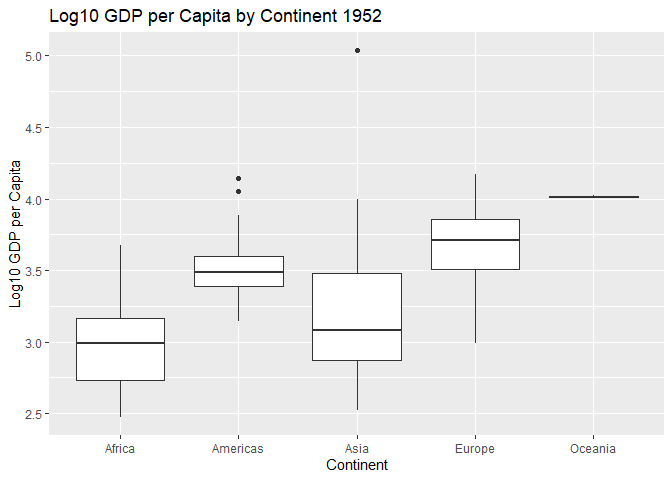 Log10 GDP per Capita by Continent 1952
Log10 GDP per Capita
5.0
4.5
4.0
3.5
3.0
2.5
Africa Americas Asia Europe Oceania
Continent